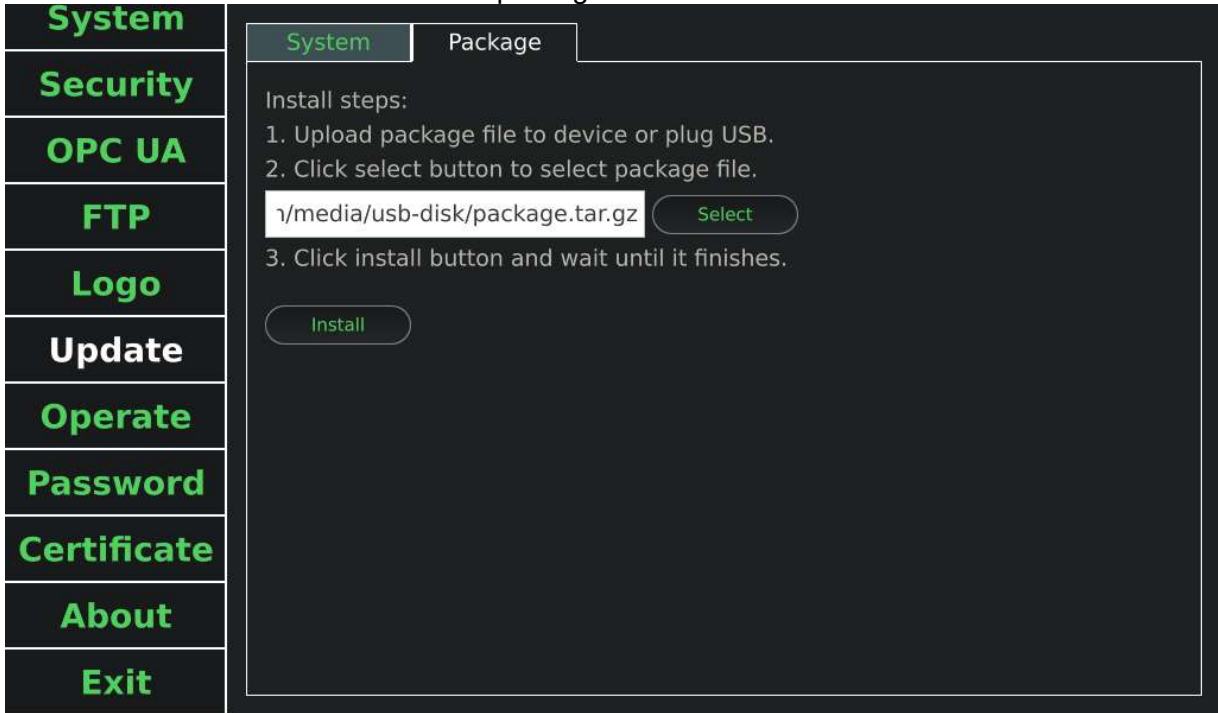 System
Security
OPC UA
FTP
Logo
Update
Operate
Password
Certificate
About
Exit
System Package
Install steps:
1. Upload package file to device or plug USB.
2. Click select button to select package file.
/media/usb-disk/package.tar.gz Select
3. Click install button and wait until it finishes.
Install